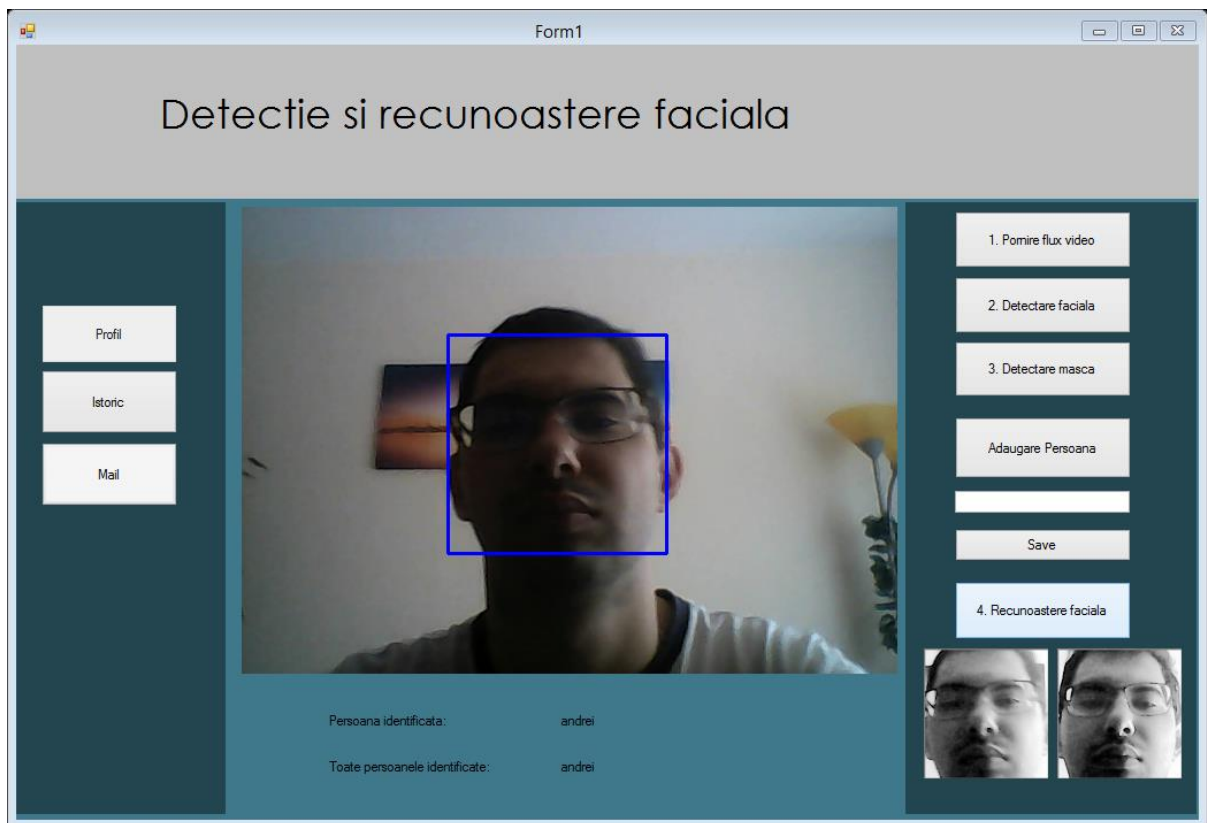 Form1
Detectie si recunoastere faciala
Profil
Istoric
Mail
1. Pornire flux video
2. Detectare faciala
3. Detectare masca
Adaugare Persoana
Save
4. Recunoastere faciala
Persoana identificata: andrei
Toate persoanele identificate: andrei